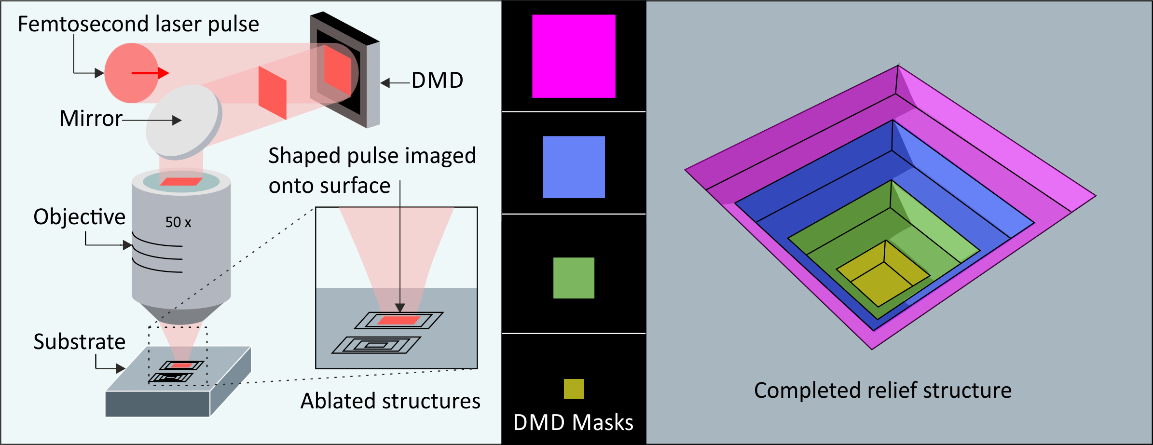 Femtosecond laser pulse
DMD
Mirror
Shaped pulse imaged
onto surface
Objective
50 x
Substrate
Ablated structures
DMD Masks
Completed relief structure